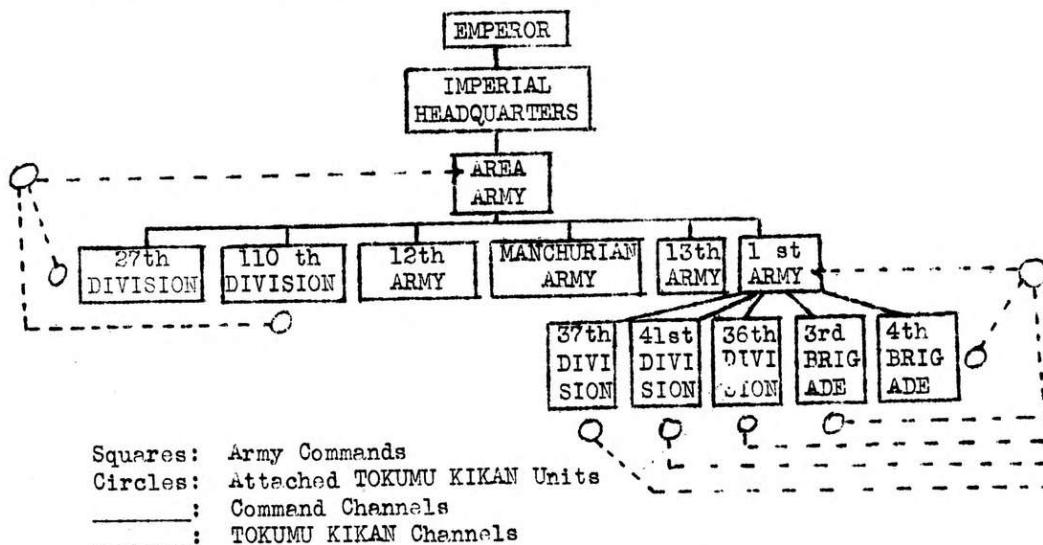 EMPEROR
IMPERIAL
HEADQUARTERS
AREA
ARMY
27th
DIVISION
110 th
DIVISION
12th
ARMY
MANCHURIAN
ARMY
13th
ARMY
1 st
ARMY
37th
DIVI
SION
41st
DIVI
SION
36th
DIVI
SION
3rd
BRIG
ADE
4th
BRIG
ADE
Squares: Army Commands
Circles: Attached TOKUMU KIKAN Units
______: Command Channels
______: TOKUMU KIKAN Channels